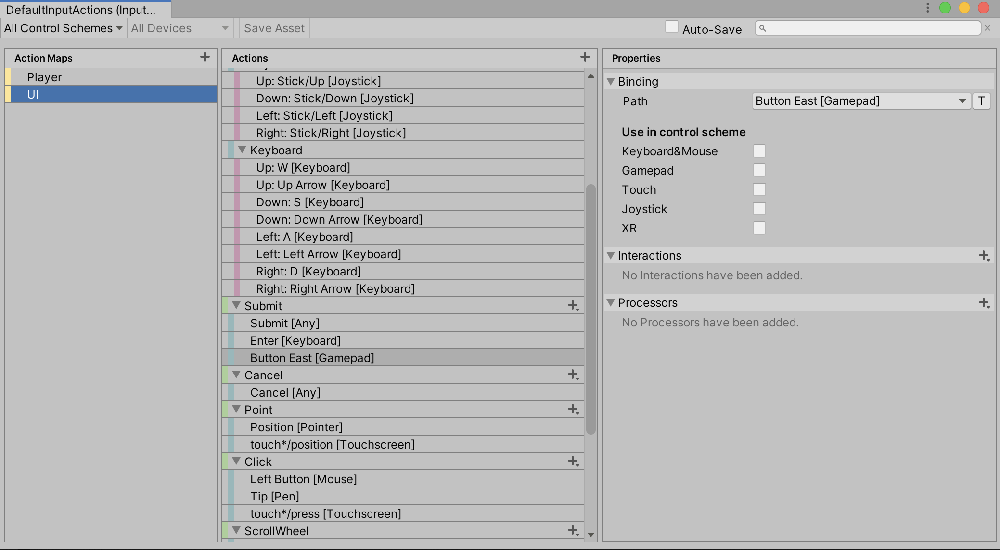 DefaultInputActions (Input...
All Control Schemes
All Devices
Save Asset
Auto-Save
Action Maps
Player
UI
Actions
Up: Stick/Up [Joystick]
Down: Stick/Down [Joystick]
Left: Stick/Left [Joystick]
Right: Stick/Right [Joystick]
Keyboard
Up: W [Keyboard]
Up: Up Arrow [Keyboard]
Down: S [Keyboard]
Down: Down Arrow [Keyboard]
Left: A [Keyboard]
Left: Left Arrow [Keyboard]
Right: D [Keyboard]
Right: Right Arrow [Keyboard]
Submit
Submit [Any]
Enter [Keyboard]
Button East [Gamepad]
Cancel
Cancel [Any]
Point
Position [Pointer]
touch*/position [Touchscreen]
Click
Left Button [Mouse]
Tip [Pen]
touch*/press [Touchscreen]
ScrollWheel
Properties
Binding
Path
Button East [Gamepad]
T
Use in control scheme
Keyboard&Mouse
Gamepad
Touch
Joystick
XR
Interactions
No Interactions have been added.
Processors
No Processors have been added.